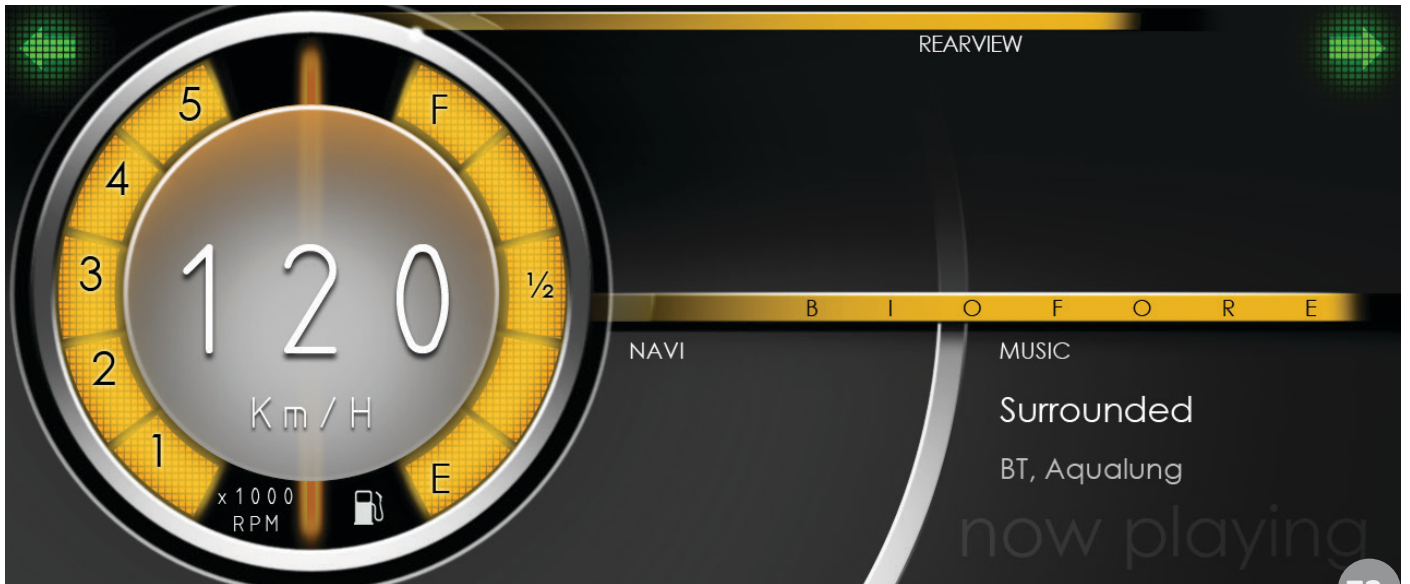 REARVIEW
5
4
3
2
1
x1000
RPM
F
½
E
120
Km/H
BIOFORE
NAVI
MUSIC
Surrounded
BT, Aqualung
now playing